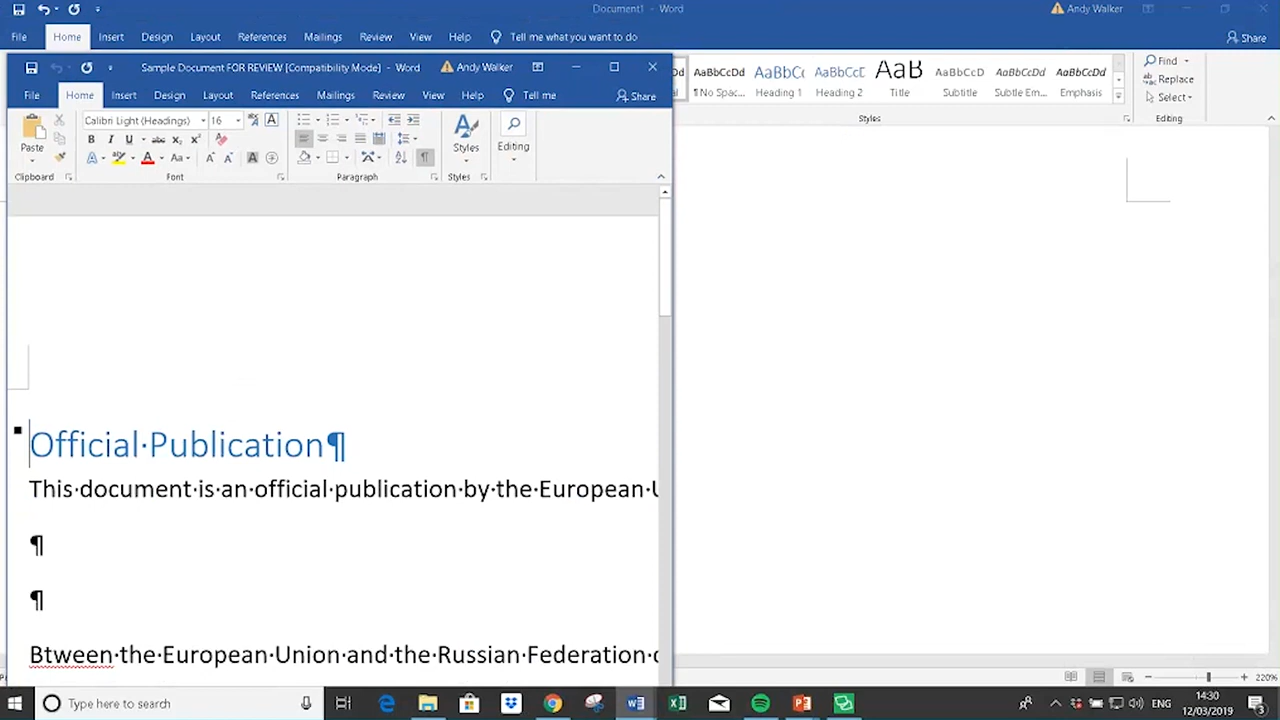 Document1 - Word
Andy Walker
File Home Insert Design Layout References Mailings Review View Help Tell me what you want to do
Share
Sample Document FOR REVIEW [Compatibility Mode] - Word
Andy Walker
File Home Insert Design Layout References Mailings Review View Help Tell me
Share
Calibri Light (Headings) 16
Paste
Styles
Editing
Clipboard Font Paragraph Styles
AaBbCcDd AaBbCc AaBbCcD AaB AaBbCcD AaBbCcDd AaBbCcDd
¶ No Spac... Heading 1 Heading 2 Title Subtitle Subtle Em... Emphasis
Styles
Find
Replace
Select
Editing
Official·Publication¶
This·document·is·an·official·publication·by·the·European·
¶
¶
Btween·the·European·Union·and·the·Russian·Federation·
220%
Type here to search
ENG
14:30
12/03/2019
3